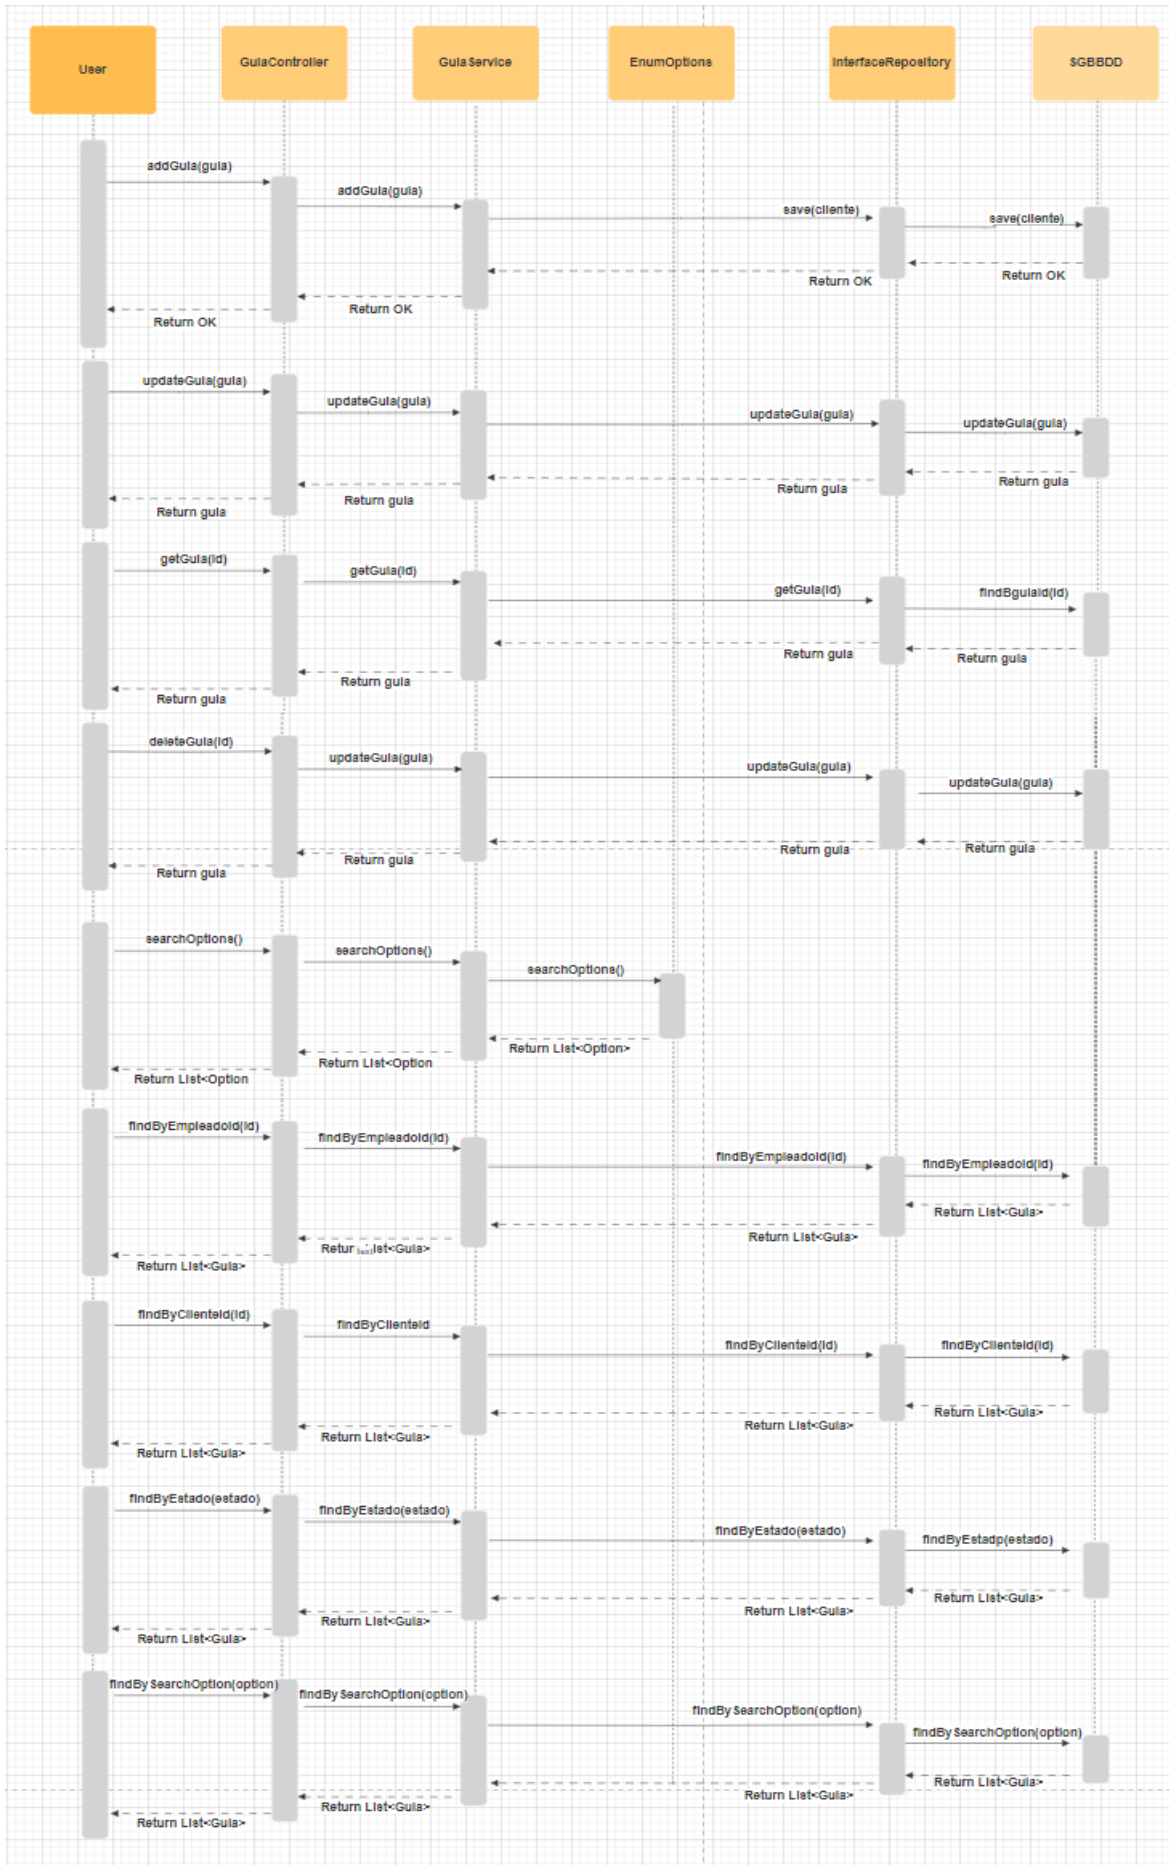 User
GuiaController
GuiaService
EnumOptions
InterfaceRepository
SGBBDD
addGuia(guia)
addGuia(guia)
save(cliente)
save(cliente)
Return OK
Return OK
Return OK
Return OK
updateGuia(guia)
updateGuia(guia)
updateGuia(guia)
updateGuia(guia)
Return guia
Return guia
Return guia
Return guia
getGuia(id)
getGuia(id)
getGuia(id)
findBguiaId(id)
Return guia
Return guia
Return guia
Return guia
deleteGuia(id)
updateGuia(guia)
updateGuia(guia)
updateGuia(guia)
Return guia
Return guia
Return guia
Return guia
searchOptions()
searchOptions()
searchOptions()
Return List<Option>
Return List<Option
Return List<Option
findByEmpleadoId(id)
findByEmpleadoId(id)
findByEmpleadoId(id)
findByEmpleadoId(id)
Return List<Guia>
Return List<Guia>
Retur ist<Guia>
Return List<Guia>
findByClienteId(id)
findByClienteId
findByClienteId(id)
findByClienteId(id)
Return List<Guia>
Return List<Guia>
Return List<Guia>
Return List<Guia>
findByEstado(estado)
findByEstado(estado)
findByEstado(estado)
findByEstadp(estado)
Return List<Guia>
Return List<Guia>
Return List<Guia>
Return List<Guia>
findBySearchOption(option)
findBySearchOption(option)
findBySearchOption(option)
findBySearchOption(option)
Return List<Guia>
Return List<Guia>
Return List<Guia>
Return List<Guia>